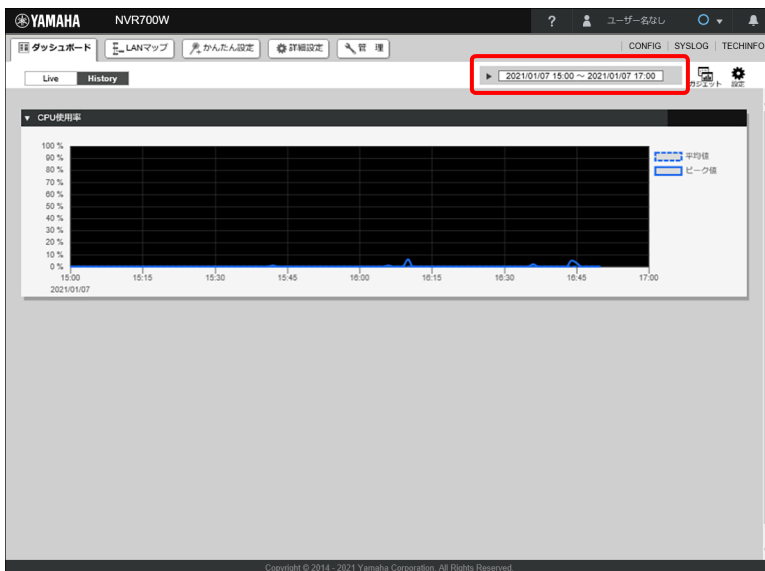 YAMAHA NVR700W ? ユーザー名なし
ダッシュボード LANマップ かんたん設定 詳細設定 管 理 CONFIG SYSLOG TECHINFO
Live History 2021/01/07 15:00 ～ 2021/01/07 17:00 ガジェット 設定
▼ CPU使用率
100 %
90 %
80 %
70 %
60 %
50 %
40 %
30 %
20 %
10 %
0 %
平均値
ピーク値
15:00 15:15 15:30 15:45 16:00 16:15 16:30 16:45 17:00
2021/01/07
Copyright © 2014 - 2021 Yamaha Corporation. All Rights Reserved.